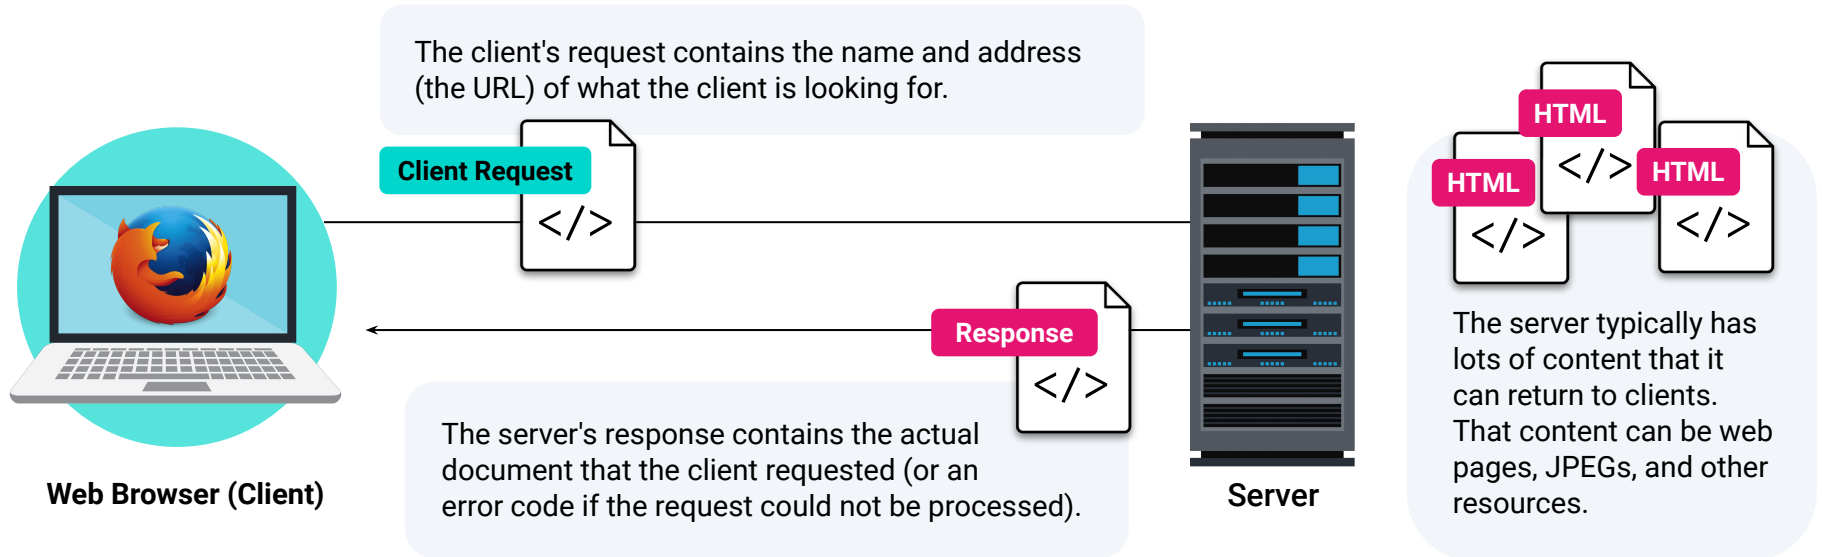 The client's request contains the name and address
(the URL) of what the client is looking for.
Client Request
</>
Response
</>
The server's response contains the actual
document that the client requested (or an
error code if the request could not be processed).
Web Browser (Client)
Server
HTML
</>
HTML
</>
HTML
</>
The server typically has
lots of content that it
can return to clients.
That content can be web
pages, JPEGs, and other
resources.